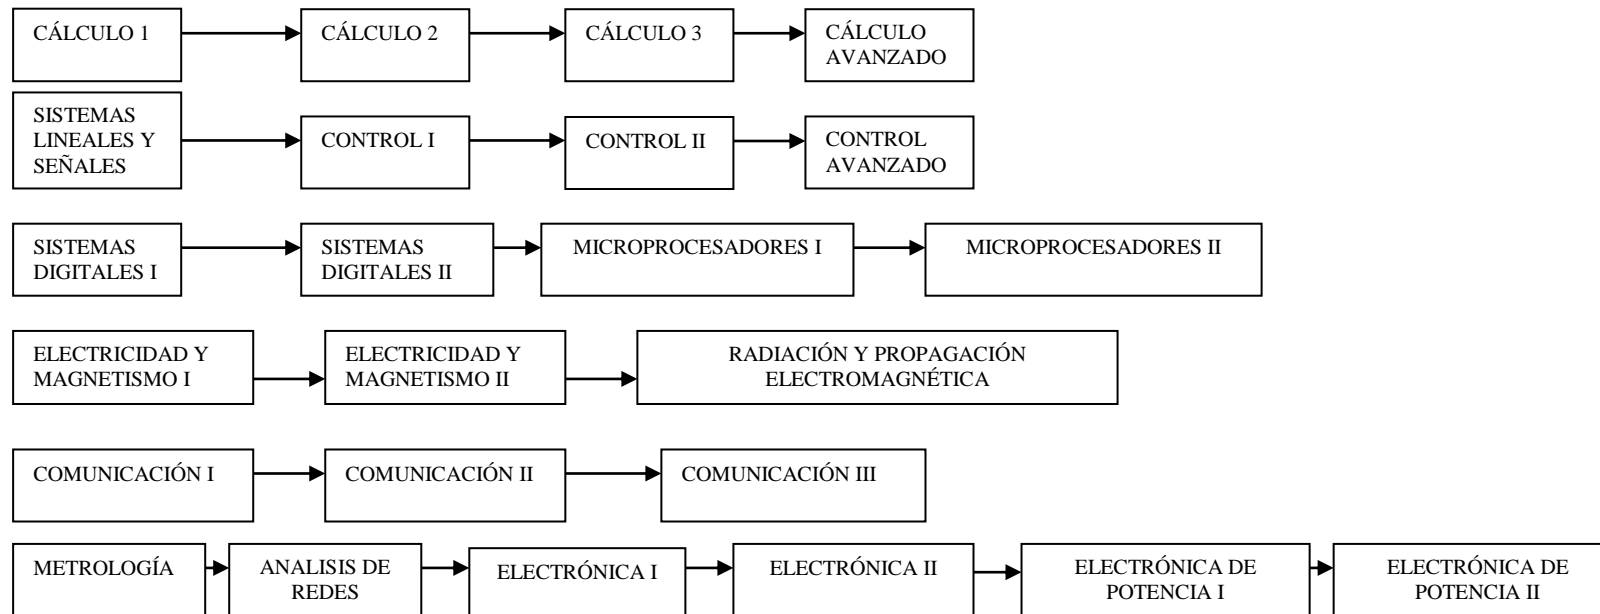 CÁLCULO 1
CÁLCULO 2
CÁLCULO 3
CÁLCULO
AVANZADO
SISTEMAS
LINEALES Y
SEÑALES
CONTROL I
CONTROL II
CONTROL
AVANZADO
SISTEMAS
DIGITALES I
SISTEMAS
DIGITALES II
MICROPROCESADORES I
MICROPROCESADORES II
ELECTRICIDAD Y
MAGNETISMO I
ELECTRICIDAD Y
MAGNETISMO II
RADIACIÓN Y PROPAGACIÓN
ELECTROMAGNÉTICA
COMUNICACIÓN I
COMUNICACIÓN II
COMUNICACIÓN III
METROLOGÍA
ANALISIS DE
REDES
ELECTRÓNICA I
ELECTRÓNICA II
ELECTRÓNICA DE
POTENCIA I
ELECTRÓNICA DE
POTENCIA II